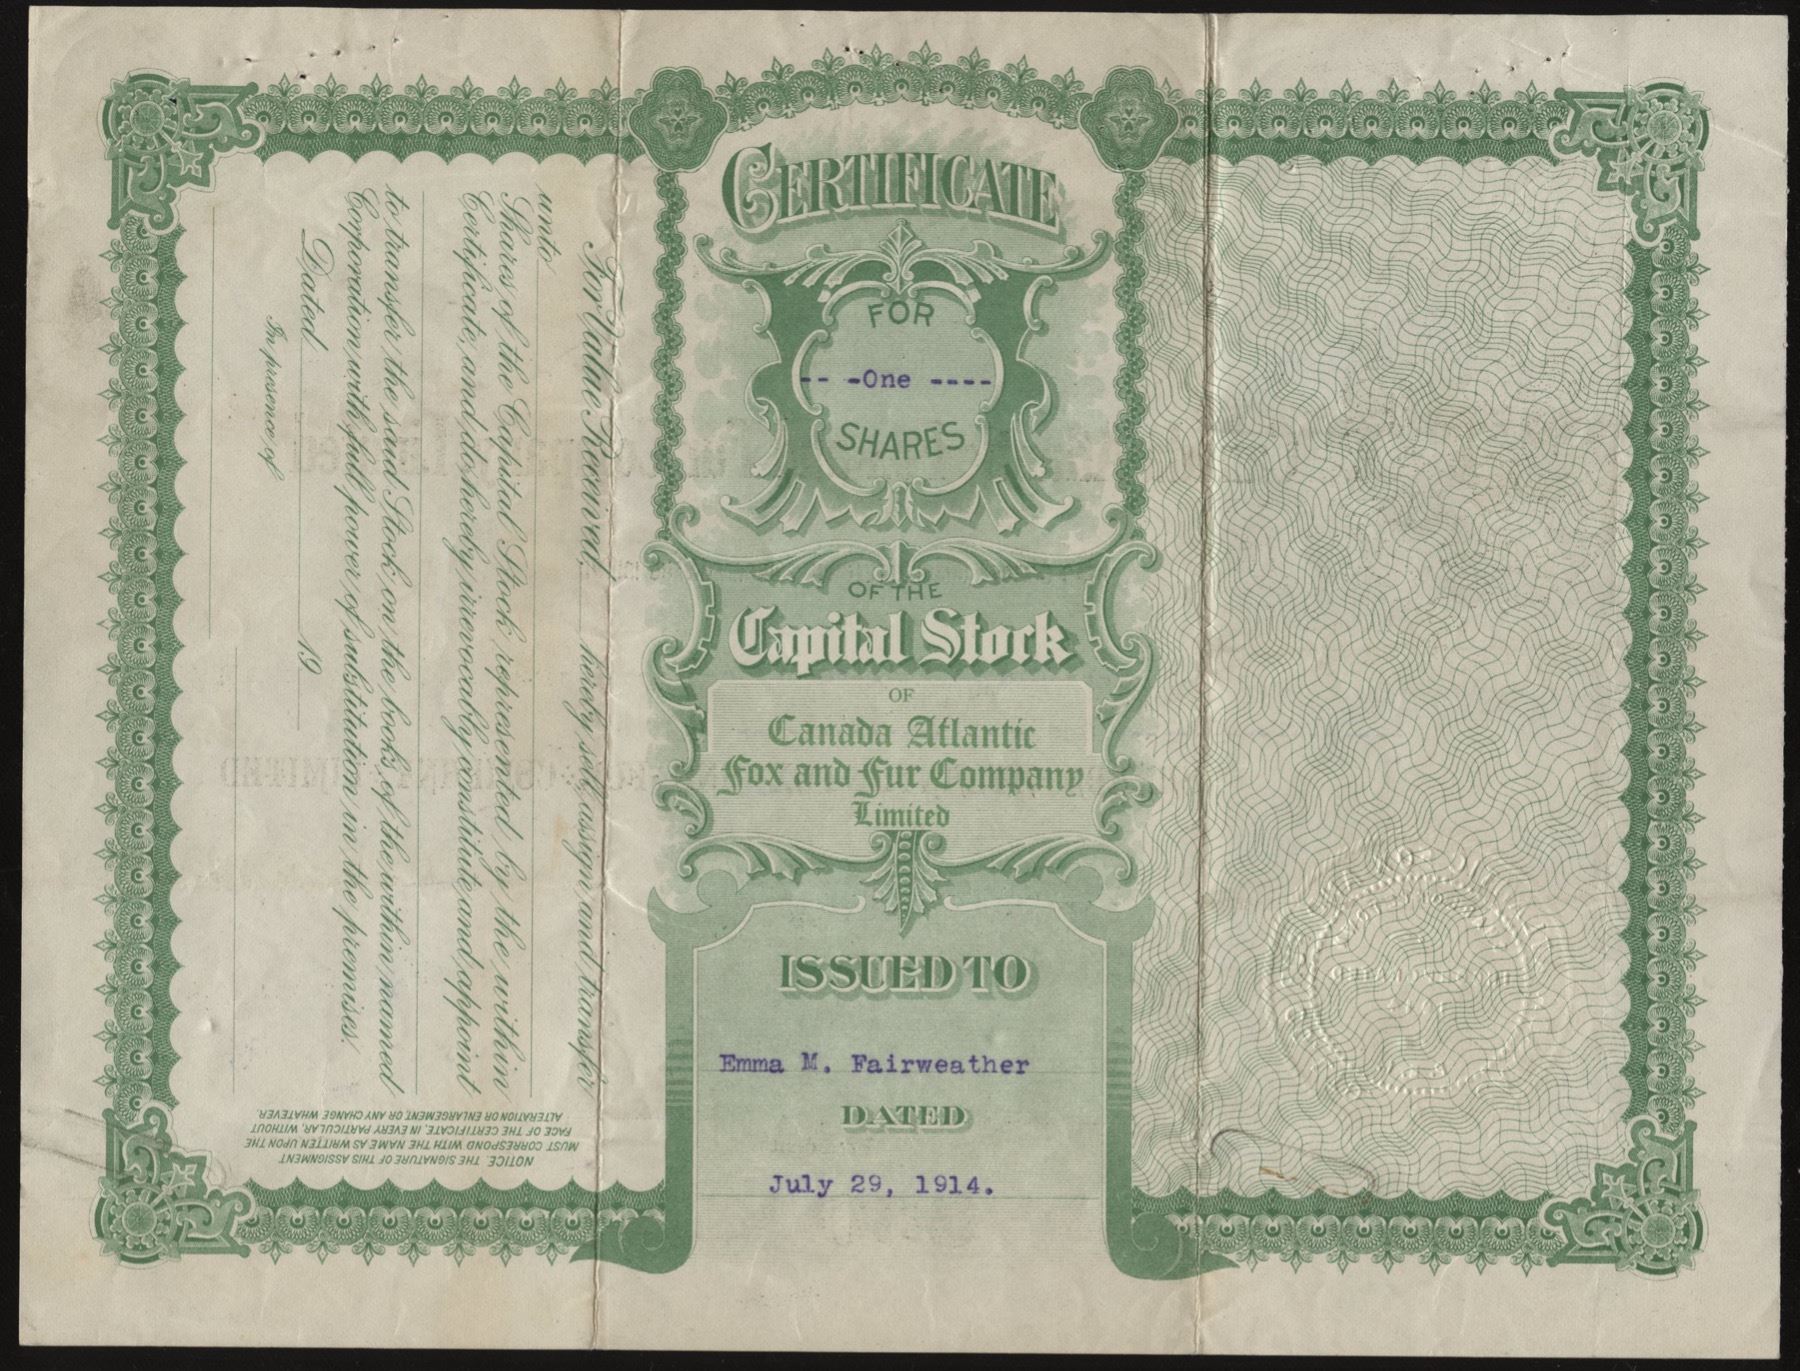 CERTIFICATE
FOR
-- -One ----
SHARES
OF THE
Capital Stock
OF
Canada Atlantic
Fox and Fur Company
Limited
ISSUED TO
Emma M. Fairweather
DATED
July 29, 1914.
For Value Received, hereby sell, assign and transfer
unto
Shares of the Capital Stock represented by the within
Certificate, and do hereby irrevocably constitute and appoint
to transfer the said Stock on the books of the within named
Corporation with full power of substitution in the premises.
Dated 19
In presence of
NOTICE. THE SIGNATURE OF THIS ASSIGNMENT
MUST CORRESPOND WITH THE NAME AS WRITTEN UPON THE
FACE OF THE CERTIFICATE, IN EVERY PARTICULAR, WITHOUT
ALTERATION OR ENLARGEMENT OR ANY CHANGE WHATEVER.